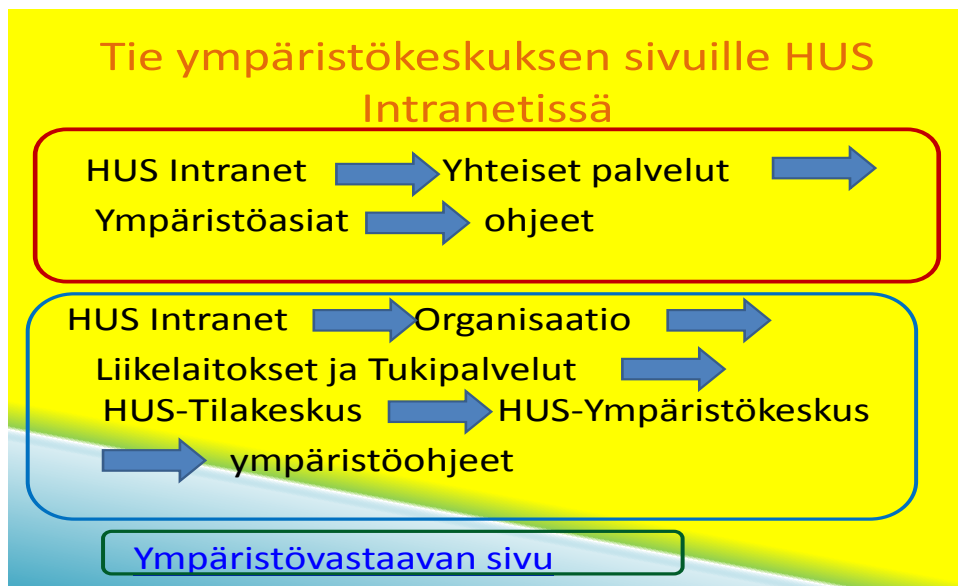 Tie ympäristökeskuksen sivuille HUS
Intranetissä
HUS Intranet Yhteiset palvelut
Ympäristöasiat ohjeet
HUS Intranet Organisaatio
Liikelaitokset ja Tukipalvelut
HUS-Tilakeskus HUS-Ympäristökeskus
ympäristöohjeet
Ympäristövastaavan sivu